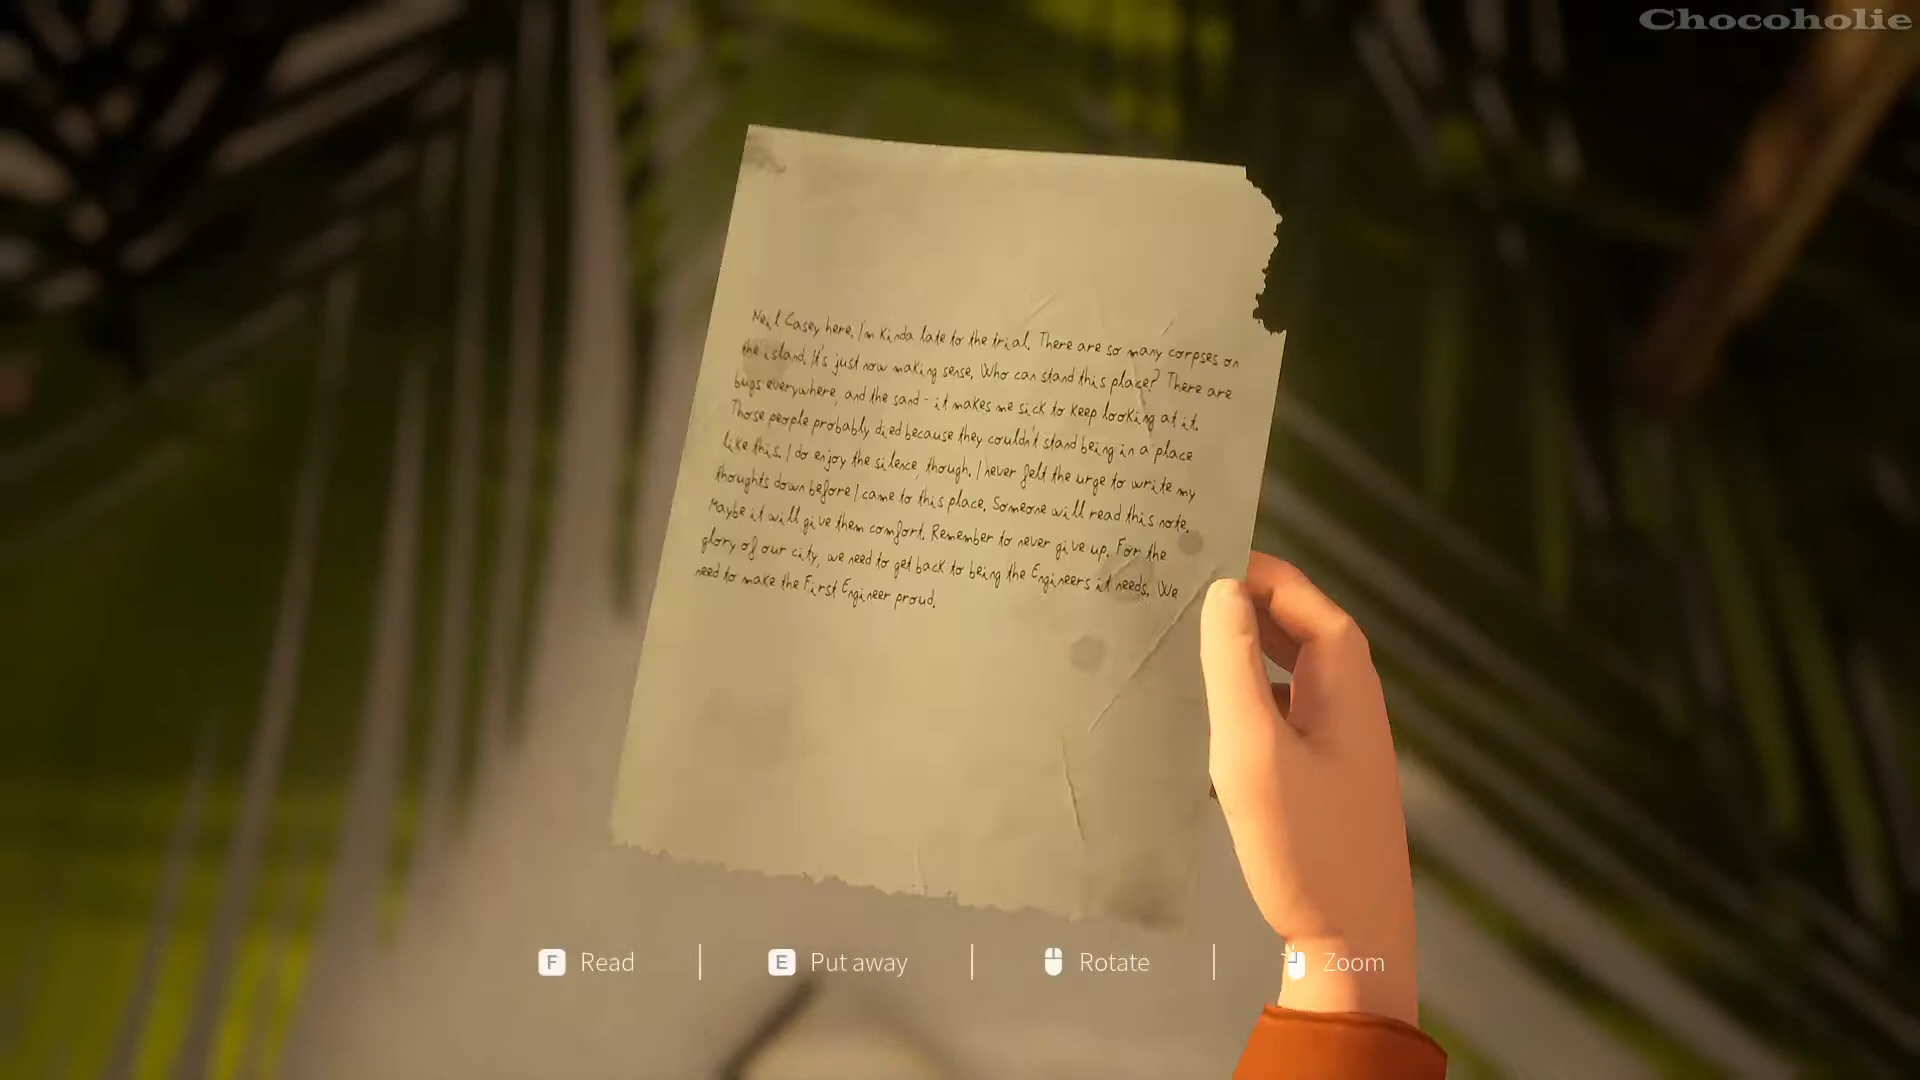 Chocoholie
Neil Casey here. I'm kinda late to the trial. There are so many corpses on
the island. It's just now making sense. Who can stand this place? There are
bugs everywhere, and the sand - it makes me sick to keep looking at it.
Those people probably died because they couldn't stand being in a place
like this. I do enjoy the silence, though. I never felt the urge to write my
thoughts down before I came to this place. Someone will read this note.
Maybe it will give them comfort. Remember to never give up. For the
glory of our city, we need to get back to being the Engineers it needs. We
need to make the First Engineer proud.
F Read
E Put away
Rotate
Zoom